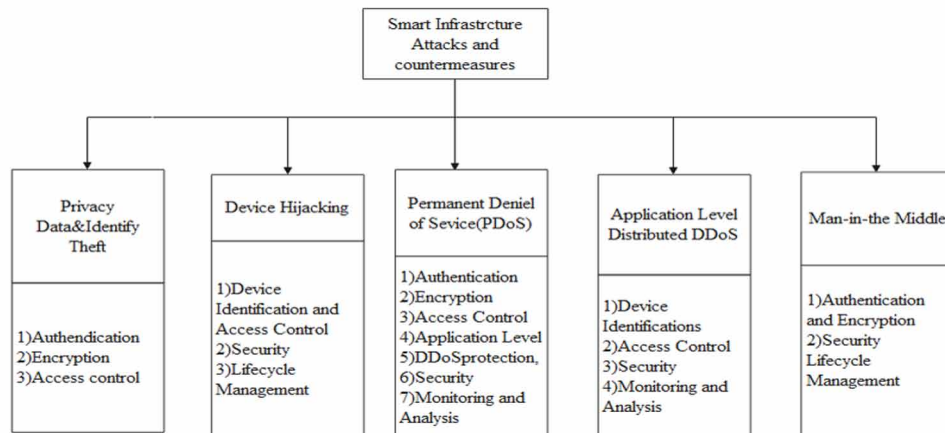 Smart Infrastrcture
Attacks and
countermeasures
Privacy
Data&Identify
Theft
1)Authendication
2)Encryption
3)Access control
Device Hijacking
1)Device
Identification and
Access Control
2)Security
3)Lifecycle
Management
Permanent Deniel
of Sevice(PDoS)
1)Authentication
2)Encryption
3)Access Control
4)Application Level
5)DDoSprotection,
6)Security
7)Monitoring and
Analysis
Application Level
Distributed DDoS
1)Device
Identifications
2)Access Control
3)Security
4)Monitoring and
Analysis
Man-in-the Middle
1)Authentication
and Encryption
2)Security
Lifecycle
Management